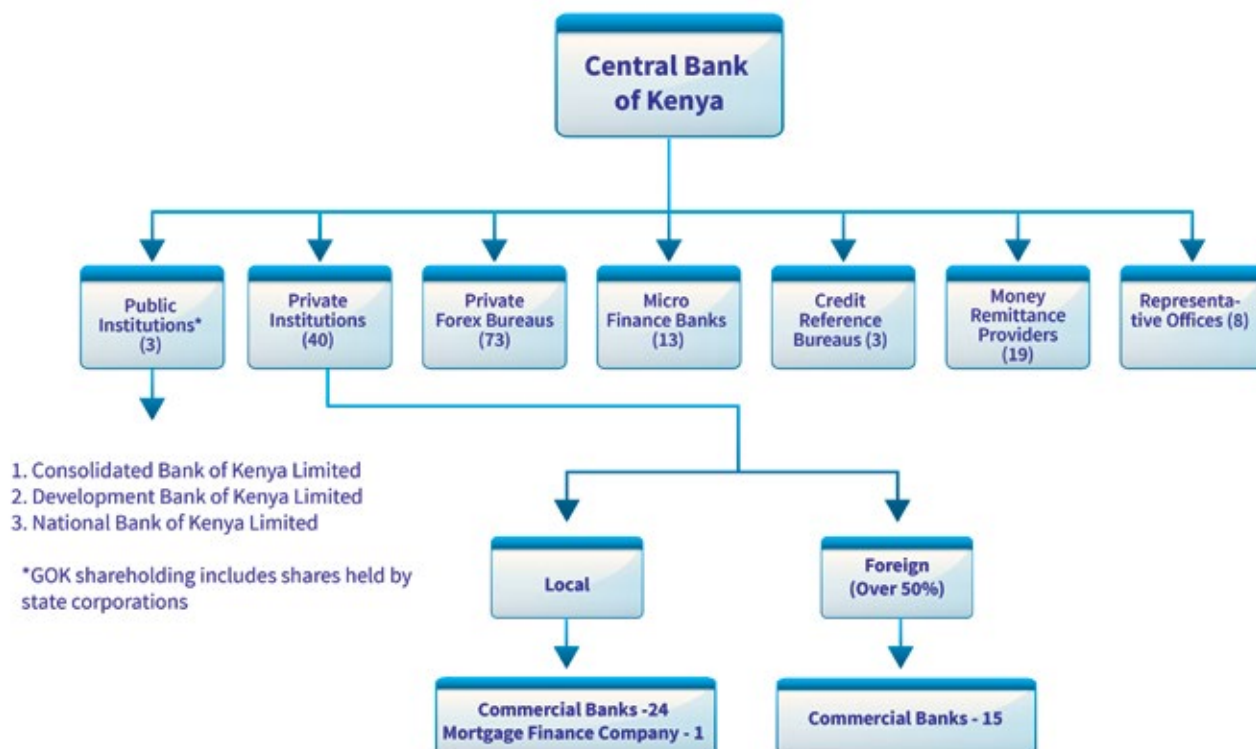 Central Bank
of Kenya
Public
Institutions*
(3)
Private
Institutions
(40)
Private
Forex Bureaus
(73)
Micro
Finance Banks
(13)
Credit
Reference
Bureaus (3)
Money
Remittance
Providers
(19)
Representa-
tive Offices (8)
1. Consolidated Bank of Kenya Limited
2. Development Bank of Kenya Limited
3. National Bank of Kenya Limited
*GOK shareholding includes shares held by
state corporations
Local
Foreign
(Over 50%)
Commercial Banks -24
Mortgage Finance Company - 1
Commercial Banks - 15